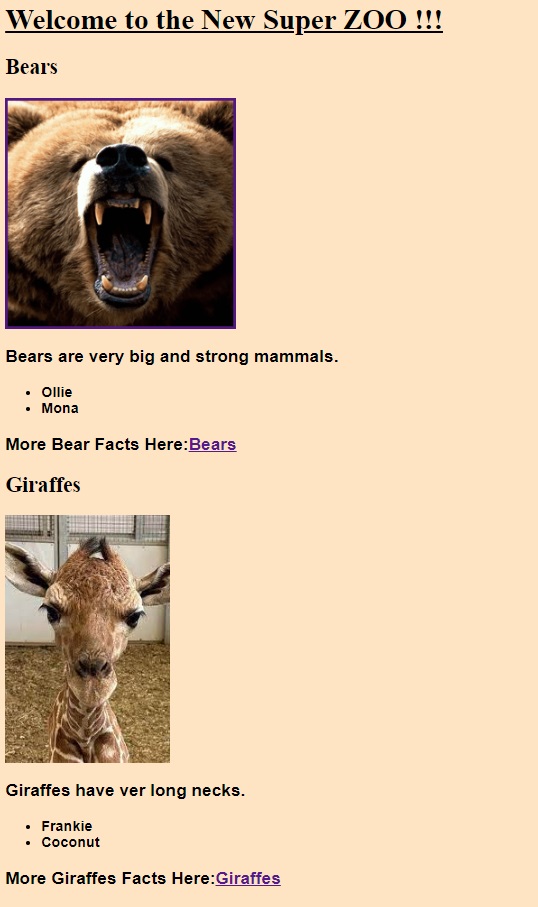 Welcome to the New Super ZOO !!!
Bears
Bears are very big and strong mammals.
Ollie
Mona
More Bear Facts Here:Bears
Giraffes
Giraffes have ver long necks.
Frankie
Coconut
More Giraffes Facts Here:Giraffes